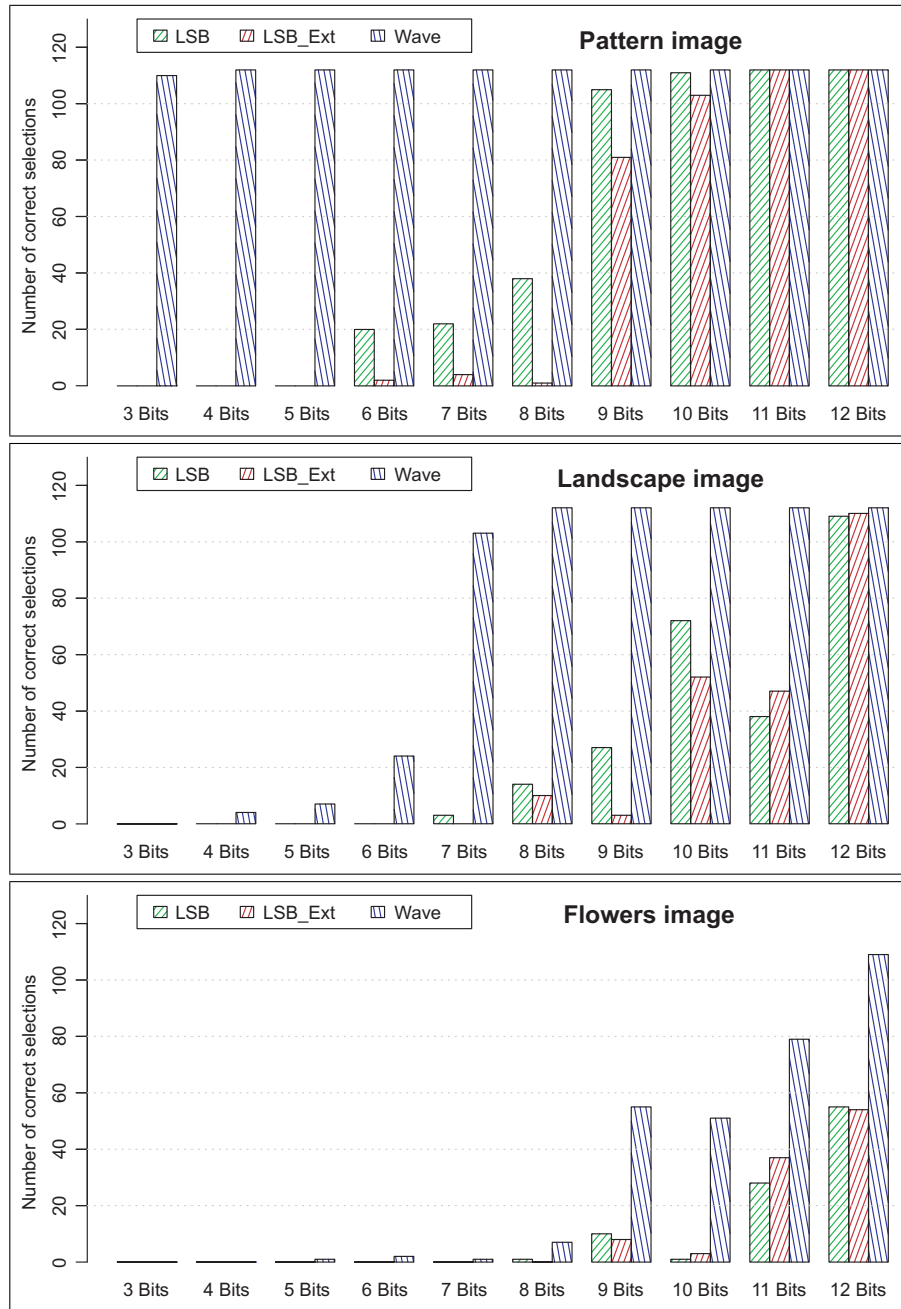 LSB LSB_Ext Wave
Pattern image
Number of correct selections
120
100
80
60
40
20
0
3 Bits 4 Bits 5 Bits 6 Bits 7 Bits 8 Bits 9 Bits 10 Bits 11 Bits 12 Bits
LSB LSB_Ext Wave
Landscape image
Number of correct selections
120
100
80
60
40
20
0
3 Bits 4 Bits 5 Bits 6 Bits 7 Bits 8 Bits 9 Bits 10 Bits 11 Bits 12 Bits
LSB LSB_Ext Wave
Flowers image
Number of correct selections
120
100
80
60
40
20
0
3 Bits 4 Bits 5 Bits 6 Bits 7 Bits 8 Bits 9 Bits 10 Bits 11 Bits 12 Bits